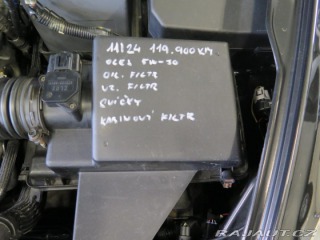 11/24 119.900 KM
OLEJ 5W-30
OL. FILTR
VZ. FILTR
SVÍČKY
KABINOVÝ FILTR
RAJAUT.CZ